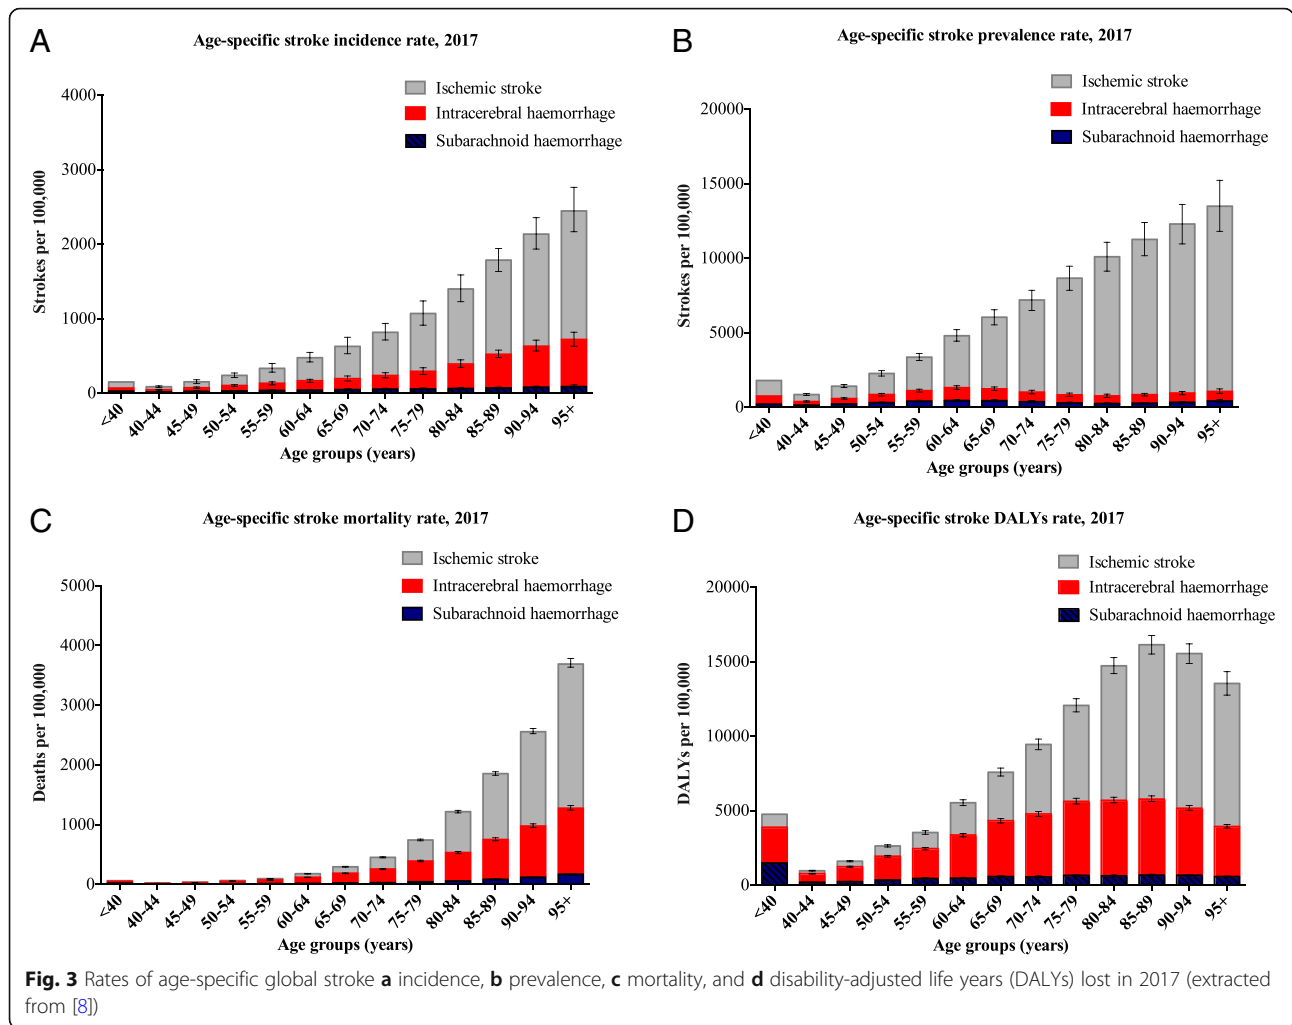 A
Age-specific stroke incidence rate, 2017
Ischemic stroke
Intracerebral haemorrhage
Subarachnoid haemorrhage
Strokes per 100,000
4000
3000
2000
1000
0
<40
40-44
45-49
50-54
55-59
60-64
65-69
70-74
75-79
80-84
85-89
90-94
95+
Age groups (years)
B
Age-specific stroke prevalence rate, 2017
Ischemic stroke
Intracerebral haemorrhage
Subarachnoid haemorrhage
Strokes per 100,000
20000
15000
10000
5000
0
<40
40-44
45-49
50-54
55-59
60-64
65-69
70-74
75-79
80-84
85-89
90-94
95+
Age groups (years)
C
Age-specific stroke mortality rate, 2017
Ischemic stroke
Intracerebral haemorrhage
Subarachnoid haemorrhage
Deaths per 100,000
5000
4000
3000
2000
1000
0
<40
40-44
45-49
50-54
55-59
60-64
65-69
70-74
75-79
80-84
85-89
90-94
95+
Age groups (years)
D
Age-specific stroke DALYs rate, 2017
Ischemic stroke
Intracerebral haemorrhage
Subarachnoid haemorrhage
DALYs per 100,000
20000
15000
10000
5000
0
<40
40-44
45-49
50-54
55-59
60-64
65-69
70-74
75-79
80-84
85-89
90-94
95+
Age groups (years)
Fig. 3 Rates of age-specific global stroke a incidence, b prevalence, c mortality, and d disability-adjusted life years (DALYs) lost in 2017 (extracted
from [8])